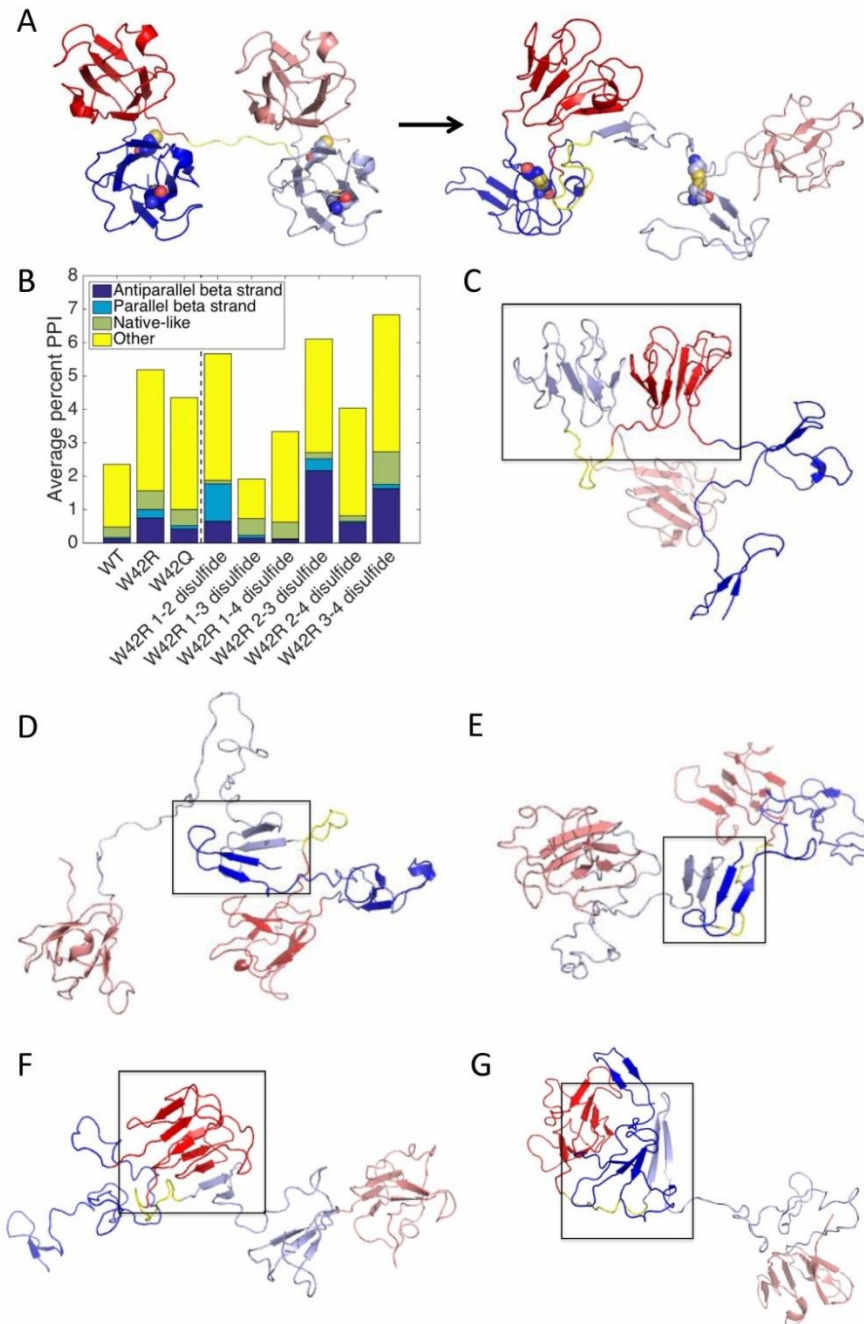 A
B
8
7
6
5
4
3
2
1
0
Average percent PPI
Antiparallel beta strand
Parallel beta strand
Native-like
Other
WT
W42R
W42Q
W42R 1-2 disulfide
W42R 1-3 disulfide
W42R 1-4 disulfide
W42R 2-3 disulfide
W42R 2-4 disulfide
W42R 3-4 disulfide
C
D
E
F
G